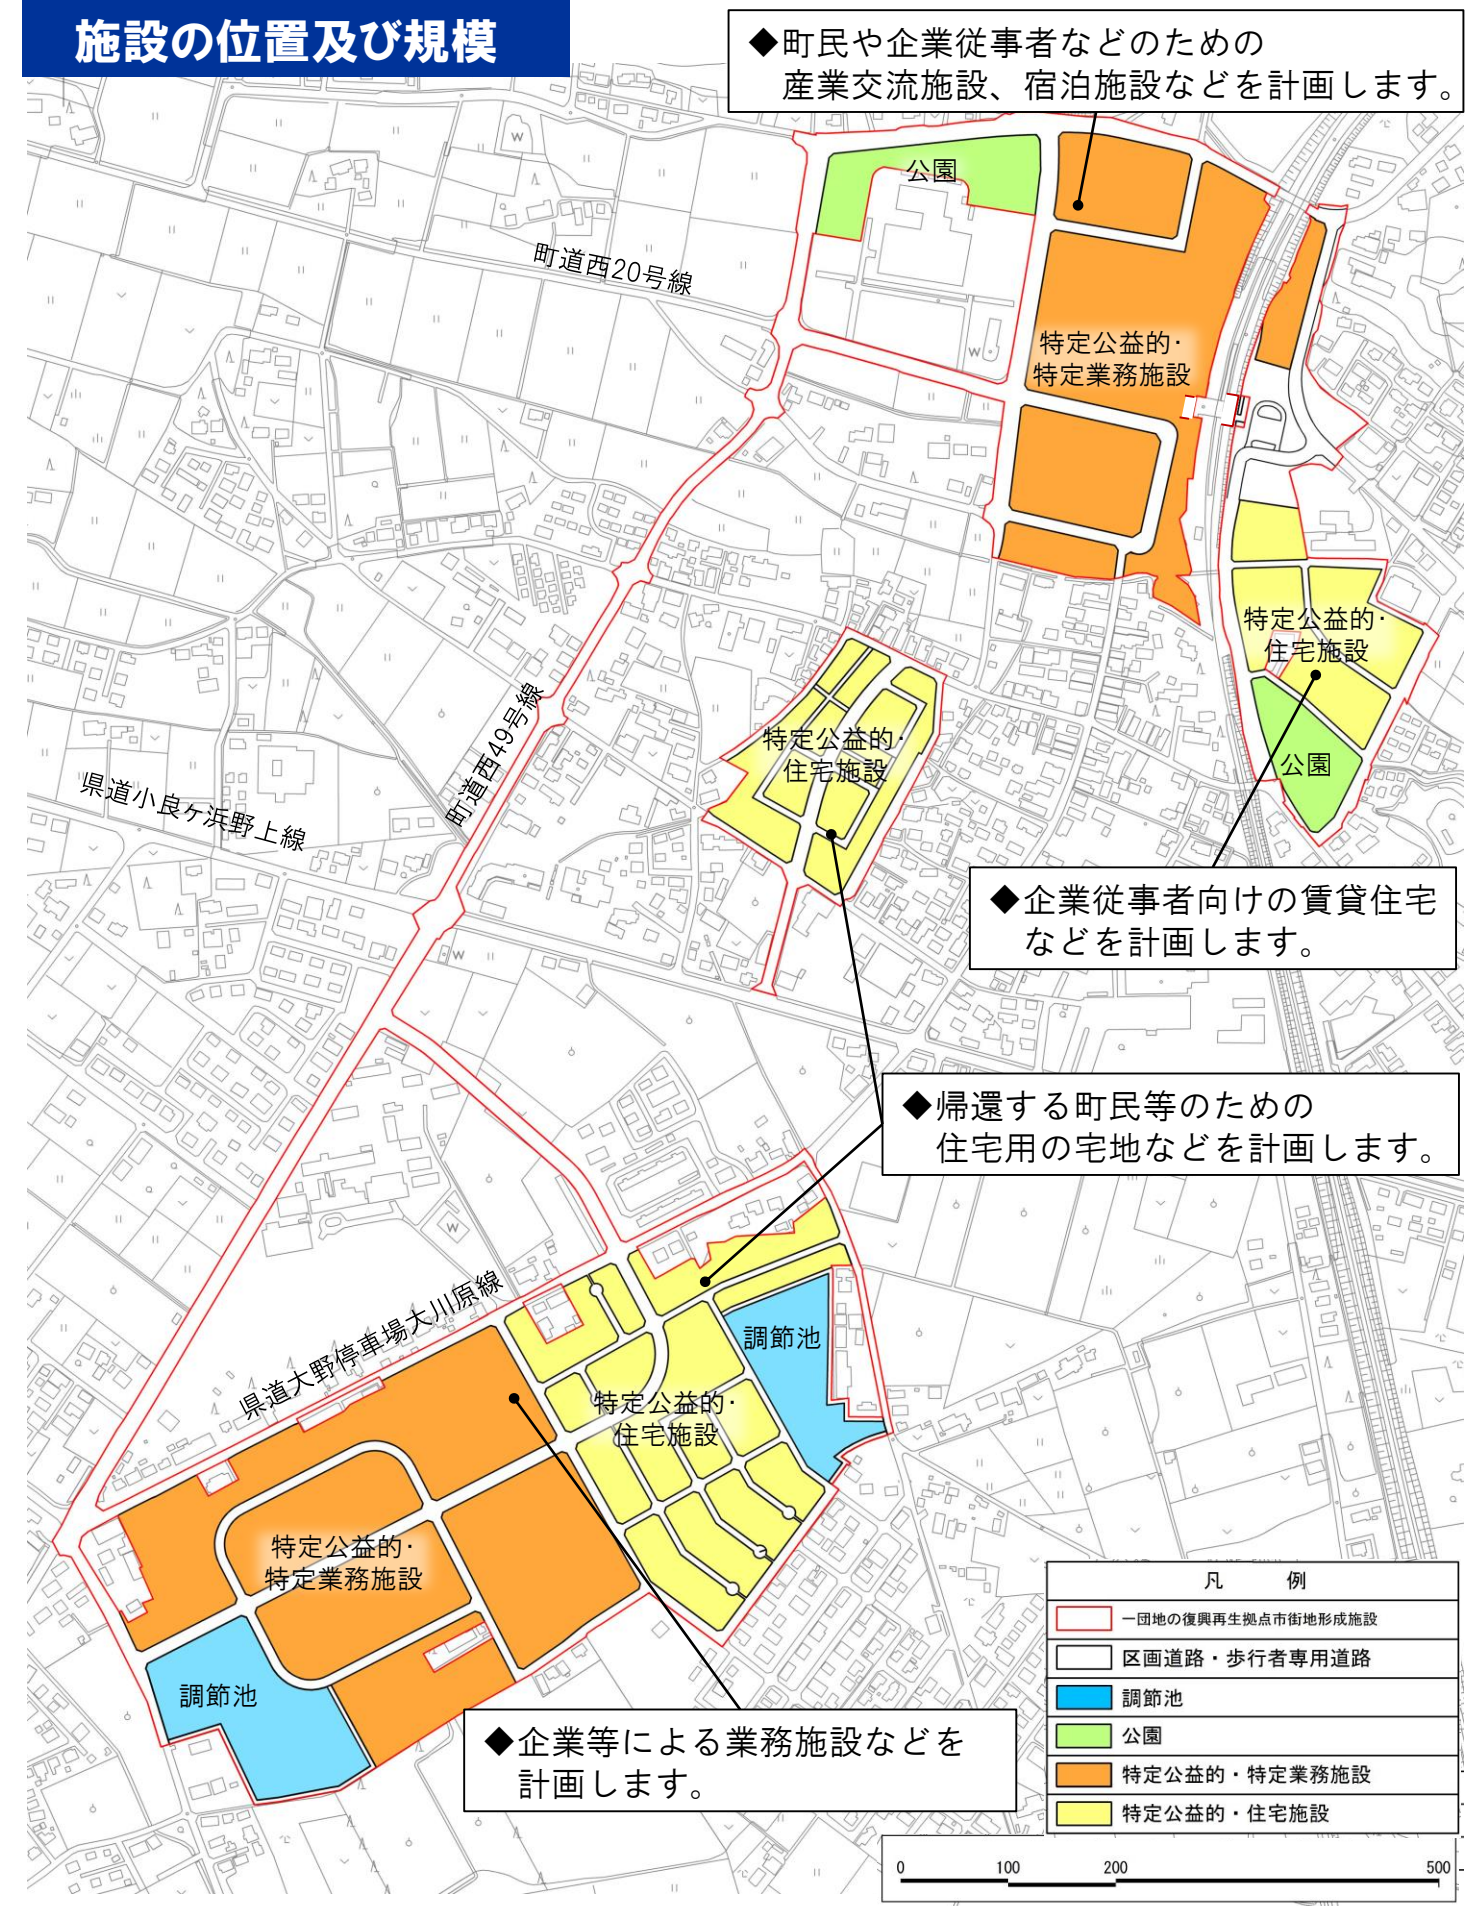 施設の位置及び規模
◆町民や企業従事者などのための
産業交流施設、宿泊施設などを計画します。
公園
町道西20号線
特定公益的・
特定業務施設
特定公益的・
住宅施設
公園
町道西49号線
特定公益的・
住宅施設
県道小良ヶ浜野上線
◆企業従事者向けの賃貸住宅
などを計画します。
◆帰還する町民等のための
住宅用の宅地などを計画します。
県道大野停車場大川原線
調節池
特定公益的・
住宅施設
特定公益的・
特定業務施設
調節池
◆企業等による業務施設などを
計画します。
凡 例
一団地の復興再生拠点市街地形成施設
区画道路・歩行者専用道路
調節池
公園
特定公益的・特定業務施設
特定公益的・住宅施設
0 100 200 500